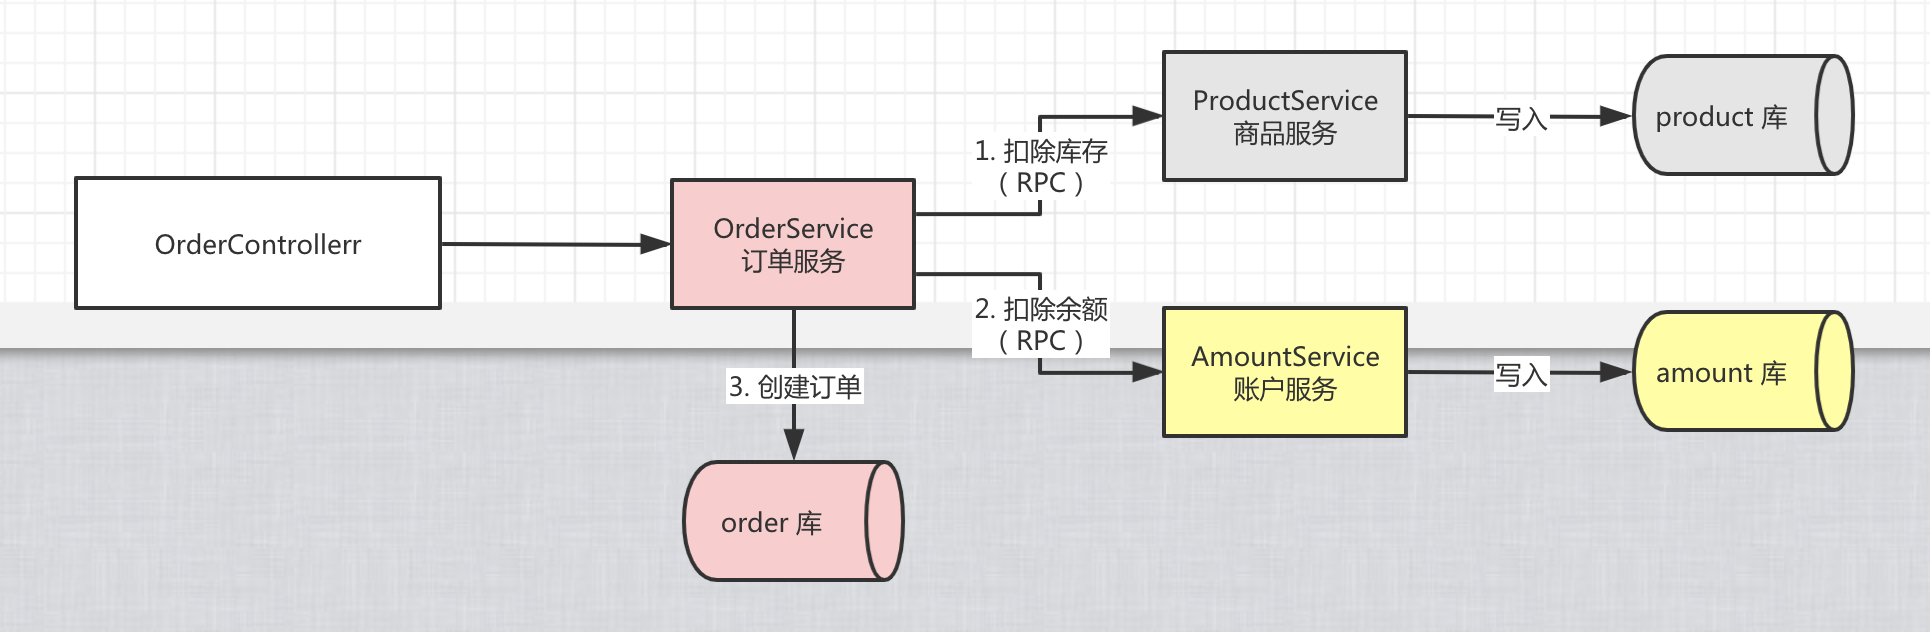 OrderControllerr
OrderService
订单服务
1. 扣除库存
（ RPC ）
ProductService
商品服务
写入
product 库
2. 扣除余额
（ RPC ）
AmountService
账户服务
写入
amount 库
3. 创建订单
order 库